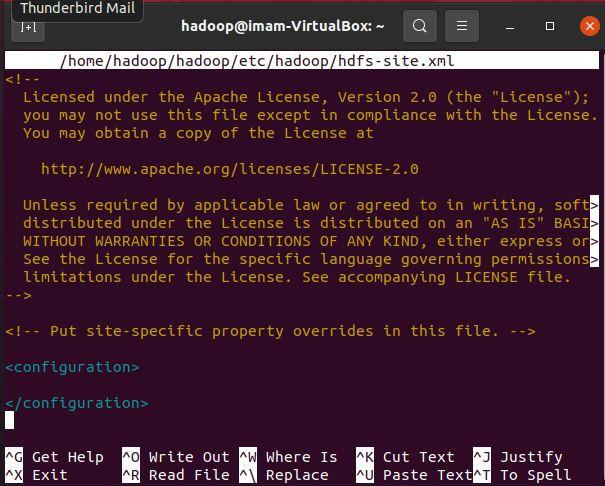 Thunderbird Mail
hadoop@imam-VirtualBox: ~
/home/hadoop/hadoop/etc/hadoop/hdfs-site.xml
<!--
Licensed under the Apache License, Version 2.0 (the "License");
you may not use this file except in compliance with the License.
You may obtain a copy of the License at
http://www.apache.org/licenses/LICENSE-2.0
Unless required by applicable law or agreed to in writing, soft>
distributed under the License is distributed on an "AS IS" BASI>
WITHOUT WARRANTIES OR CONDITIONS OF ANY KIND, either express or>
See the License for the specific language governing permissions>
limitations under the License. See accompanying LICENSE file.
-->
<!-- Put site-specific property overrides in this file. -->
<configuration>
</configuration>
^G Get Help ^O Write Out ^W Where Is ^K Cut Text ^J Justify
^X Exit ^R Read File ^\ Replace ^U Paste Text ^T To Spell